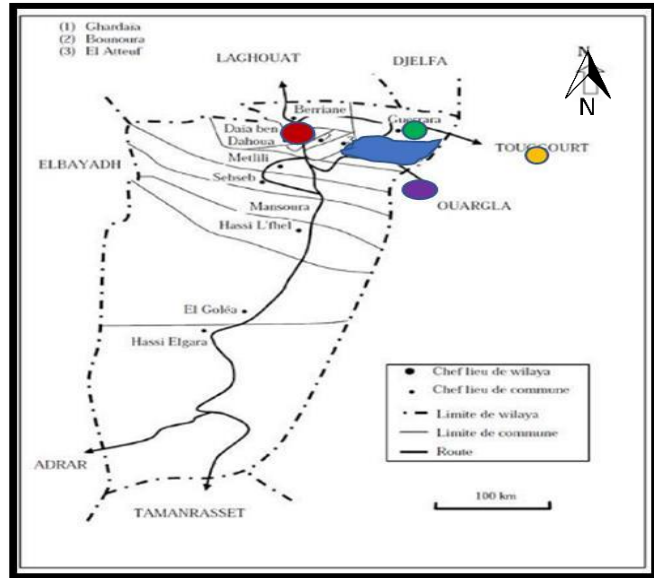 (1) Ghardaïa
(2) Bounoura
(3) El Atteuf
LAGHOUAT
DJELFA
N
N
Berriane
Guerrara
Daïa ben
Dahoua
TOUGGOURT
Metlili
ELBAYADH
Sebseb
OUARGLA
Mansoura
Hassi L'fhel
El Goléa
Hassi Elgara
Chef lieu de wilaya
Chef lieu de commune
Limite de wilaya
Limite de commune
Route
ADRAR
100 km
TAMANRASSET